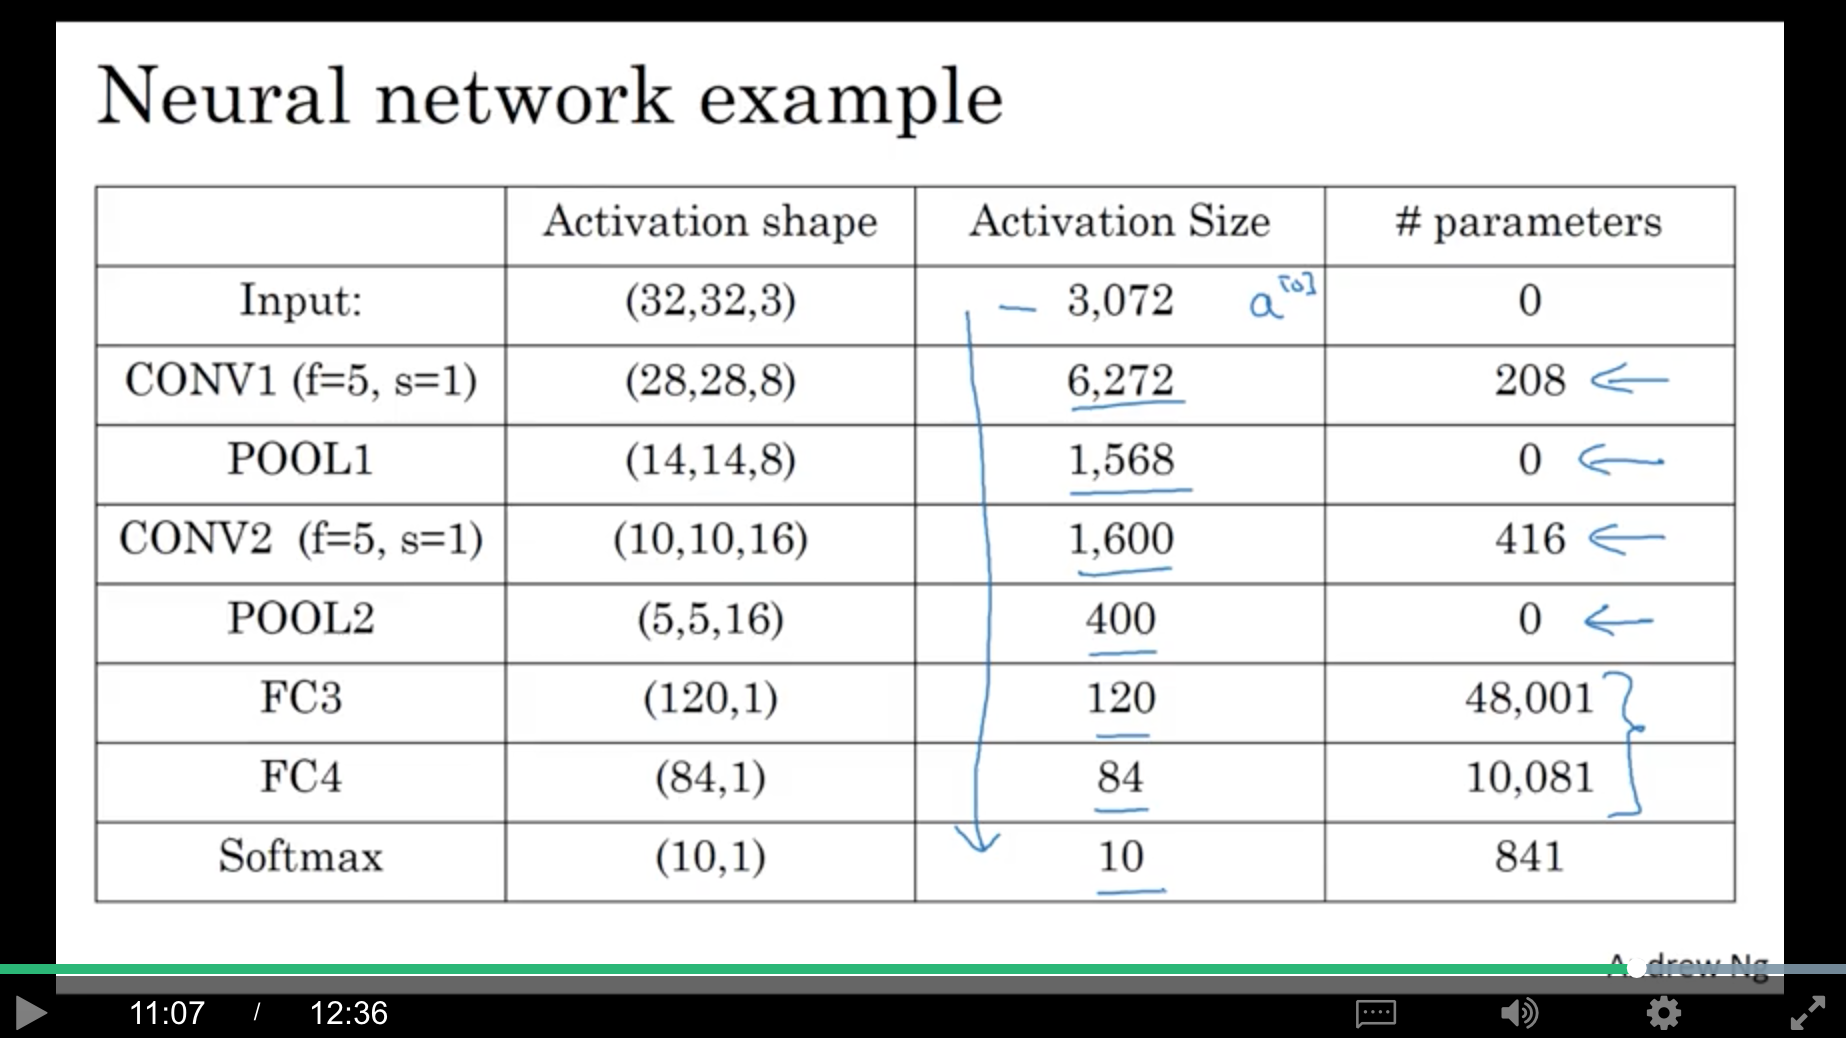 Neural network example
Activation shape Activation Size # parameters
Input: (32,32,3) 3,072 a[0] 0
CONV1 (f=5, s=1) (28,28,8) 6,272 208
POOL1 (14,14,8) 1,568 0
CONV2 (f=5, s=1) (10,10,16) 1,600 416
POOL2 (5,5,16) 400 0
FC3 (120,1) 120 48,001
FC4 (84,1) 84 10,081
Softmax (10,1) 10 841
Andrew Ng
11:07 / 12:36